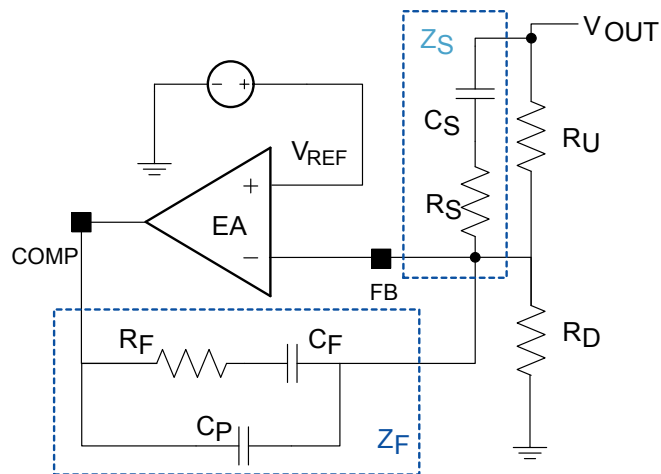 ZS
VOUT
- +
CS
RU
VREF
+
EA
RS
COMP
−
FB
RF
CF
RD
CP
ZF